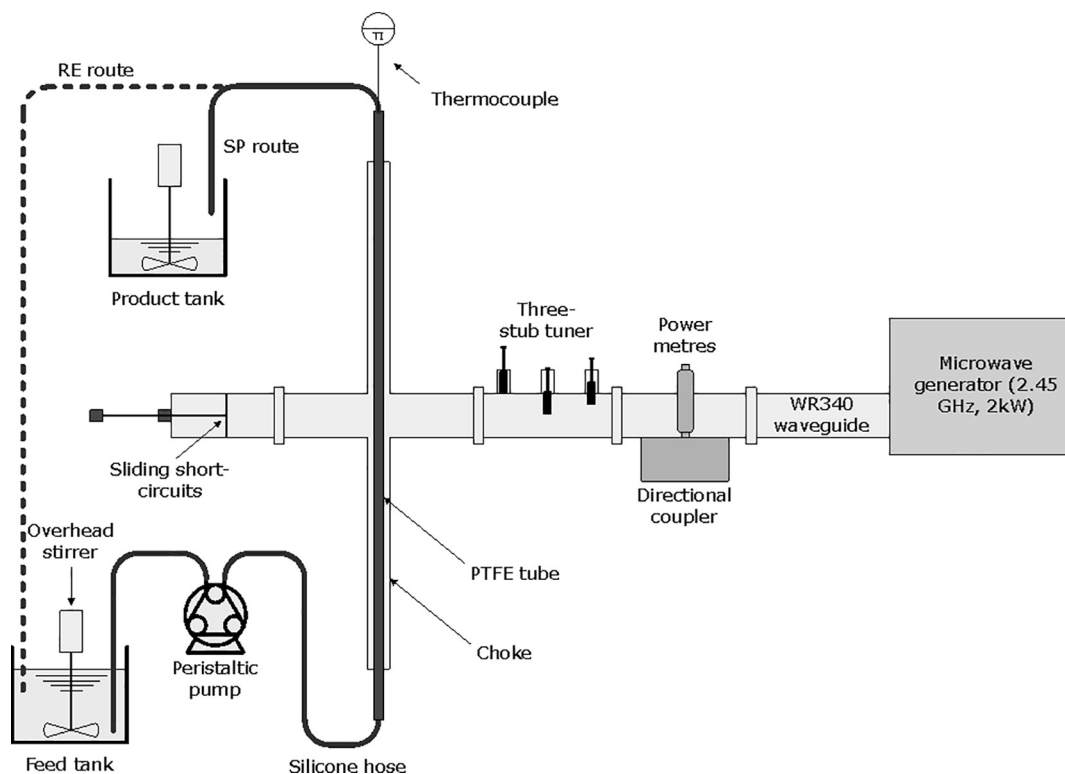 TI
RE route
Thermocouple
SP route
Product tank
Three-
stub tuner
Power
metres
Microwave
generator (2.45
GHz, 2kW)
WR340
waveguide
Sliding short-
circuits
Directional
coupler
Overhead
stirrer
PTFE tube
Choke
Peristaltic
pump
Feed tank
Silicone hose